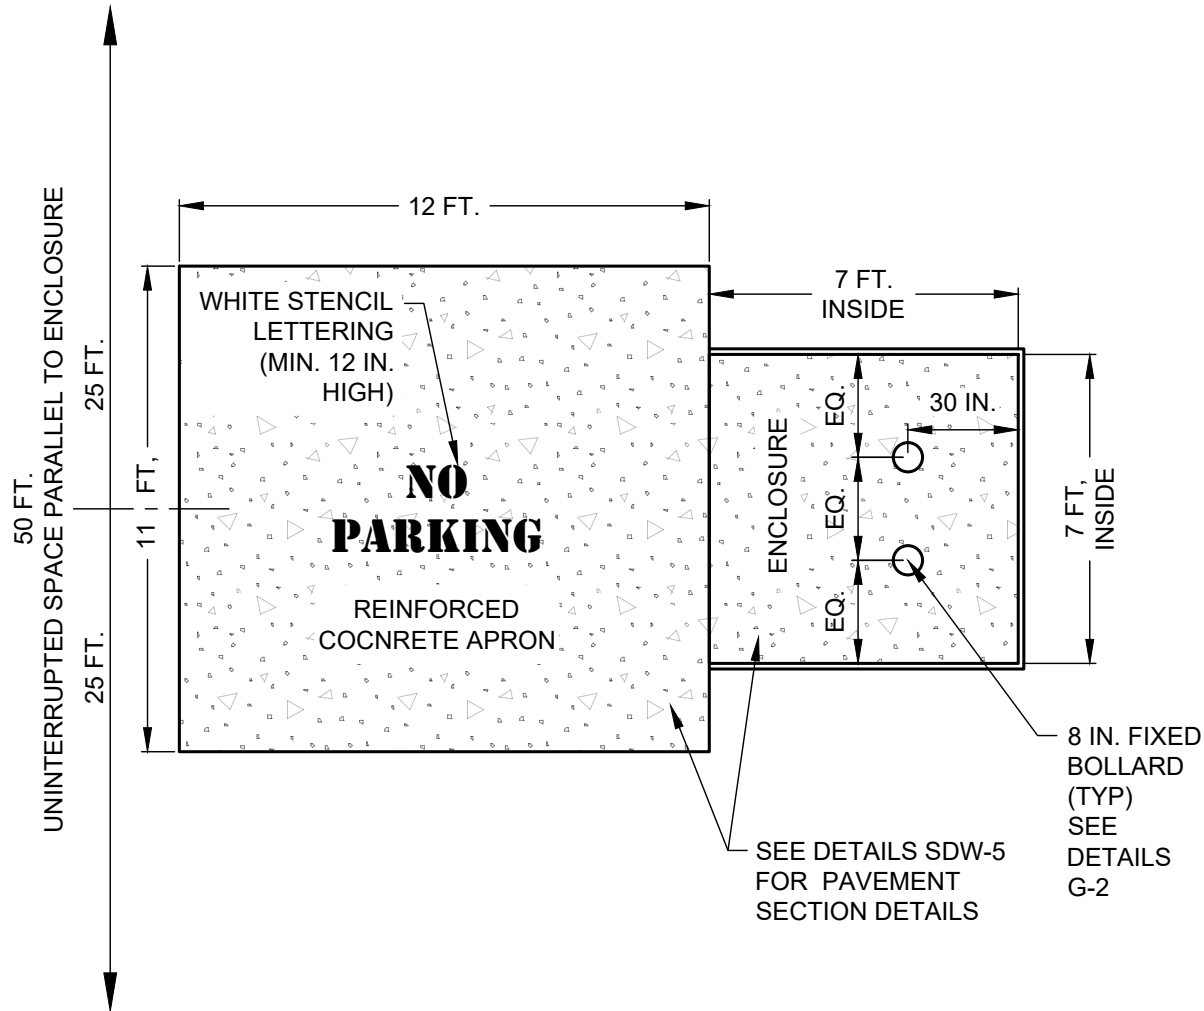 12 FT.
7 FT.
INSIDE
WHITE STENCIL
LETTERING
(MIN. 12 IN.
HIGH)
50 FT.
UNINTERRUPTED SPACE PARALLEL TO ENCLOSURE
25 FT.
25 FT.
11 FT,
NO
PARKING
REINFORCED
COCNRETE APRON
ENCLOSURE
EQ.
EQ.
EQ.
30 IN.
7 FT,
INSIDE
8 IN. FIXED
BOLLARD
(TYP)
SEE
DETAILS
G-2
SEE DETAILS SDW-5
FOR PAVEMENT
SECTION DETAILS